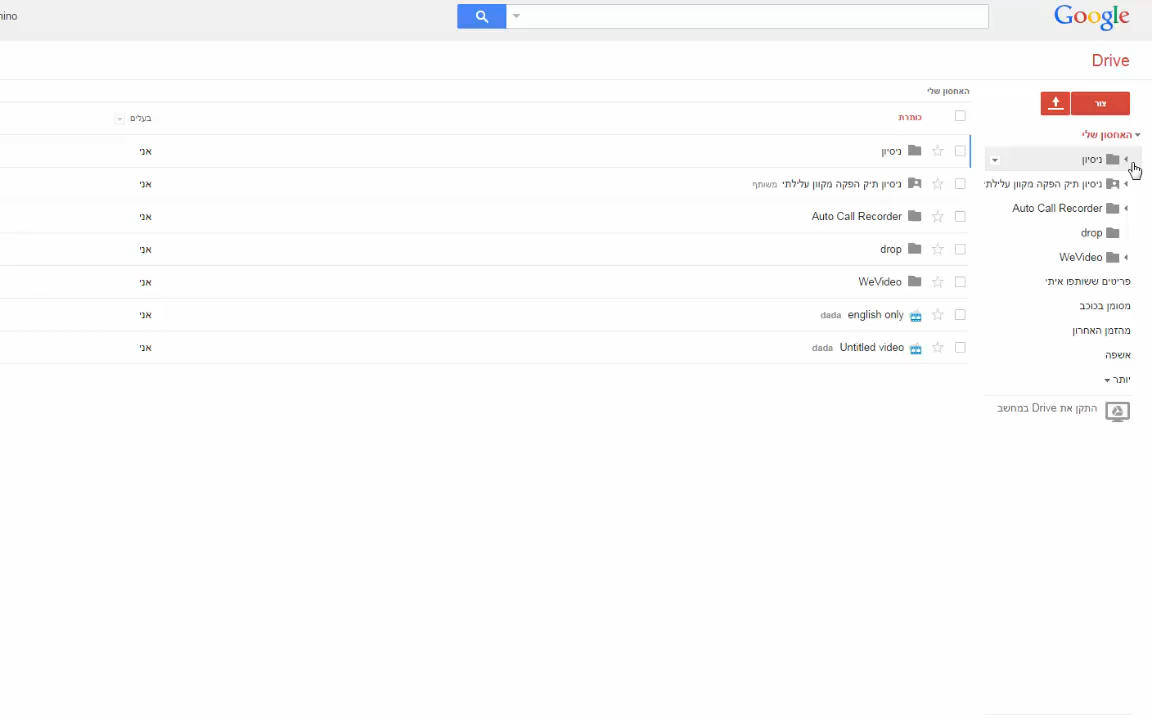 Google
Drive
צור
האחסון שלי
ניסיון
ניסיון תיק הפקה מקוון עלילתי
Auto Call Recorder
drop
WeVideo
פריטים ששותפו איתי
מסומן בכוכב
מהזמן האחרון
אשפה
יותר
התקן את Drive במחשב
האחסון שלי
כותרת בעלים
ניסיון אני
ניסיון תיק הפקה מקוון עלילתי משותף אני
Auto Call Recorder אני
drop אני
WeVideo אני
english only dada אני
Untitled video dada אני